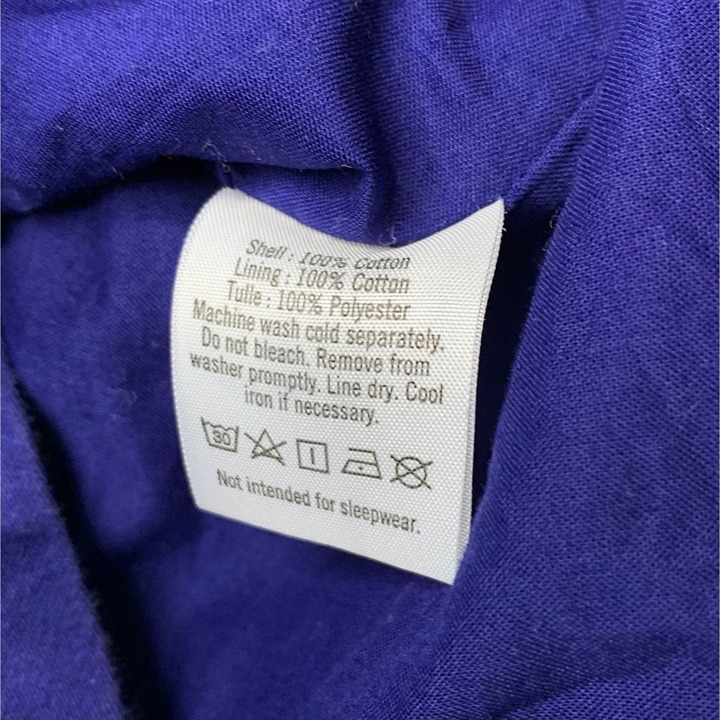 Shell : 100% Cotton
Lining : 100% Cotton
Tulle : 100% Polyester
Machine wash cold separately.
Do not bleach. Remove from
washer promptly. Line dry. Cool
iron if necessary.
30
Not intended for sleepwear.